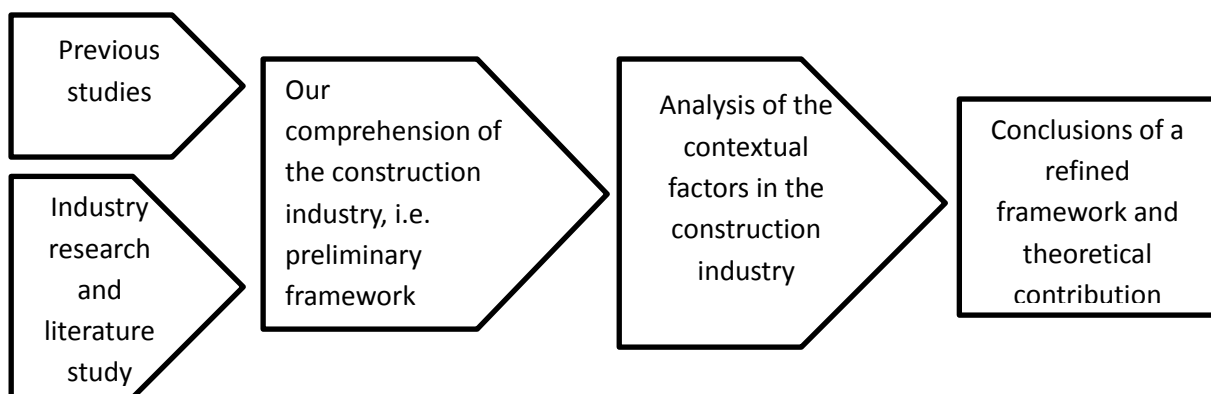 Previous
studies
Industry
research
and
literature
study
Our
comprehension of
the construction
industry, i.e.
preliminary
framework
Analysis of the
contextual
factors in the
construction
industry
Conclusions of a
refined
framework and
theoretical
contribution